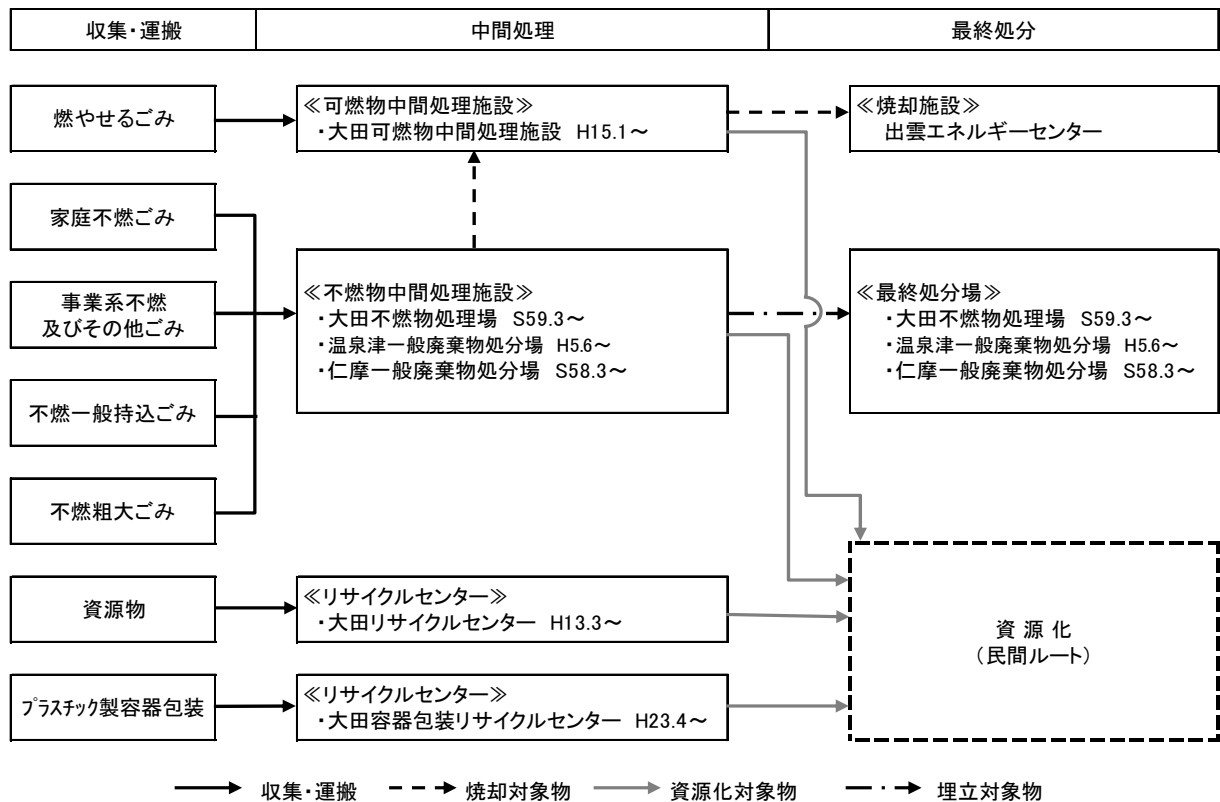 収集・運搬
中間処理
最終処分
燃やせるごみ
≪可燃物中間処理施設≫
・大田可燃物中間処理施設 H15.1～
≪焼却施設≫
出雲エネルギーセンター
家庭不燃ごみ
事業系不燃
及びその他ごみ
不燃一般持込ごみ
不燃粗大ごみ
≪不燃物中間処理施設≫
・大田不燃物処理場 S59.3～
・温泉津一般廃棄物処分場 H5.6～
・仁摩一般廃棄物処分場 S58.3～
≪最終処分場≫
・大田不燃物処理場 S59.3～
・温泉津一般廃棄物処分場 H5.6～
・仁摩一般廃棄物処分場 S58.3～
資源物
≪リサイクルセンター≫
・大田リサイクルセンター H13.3～
プラスチック製容器包装
≪リサイクルセンター≫
・大田容器包装リサイクルセンター H23.4～
資 源 化
（民間ルート）
収集・運搬
焼却対象物
資源化対象物
埋立対象物